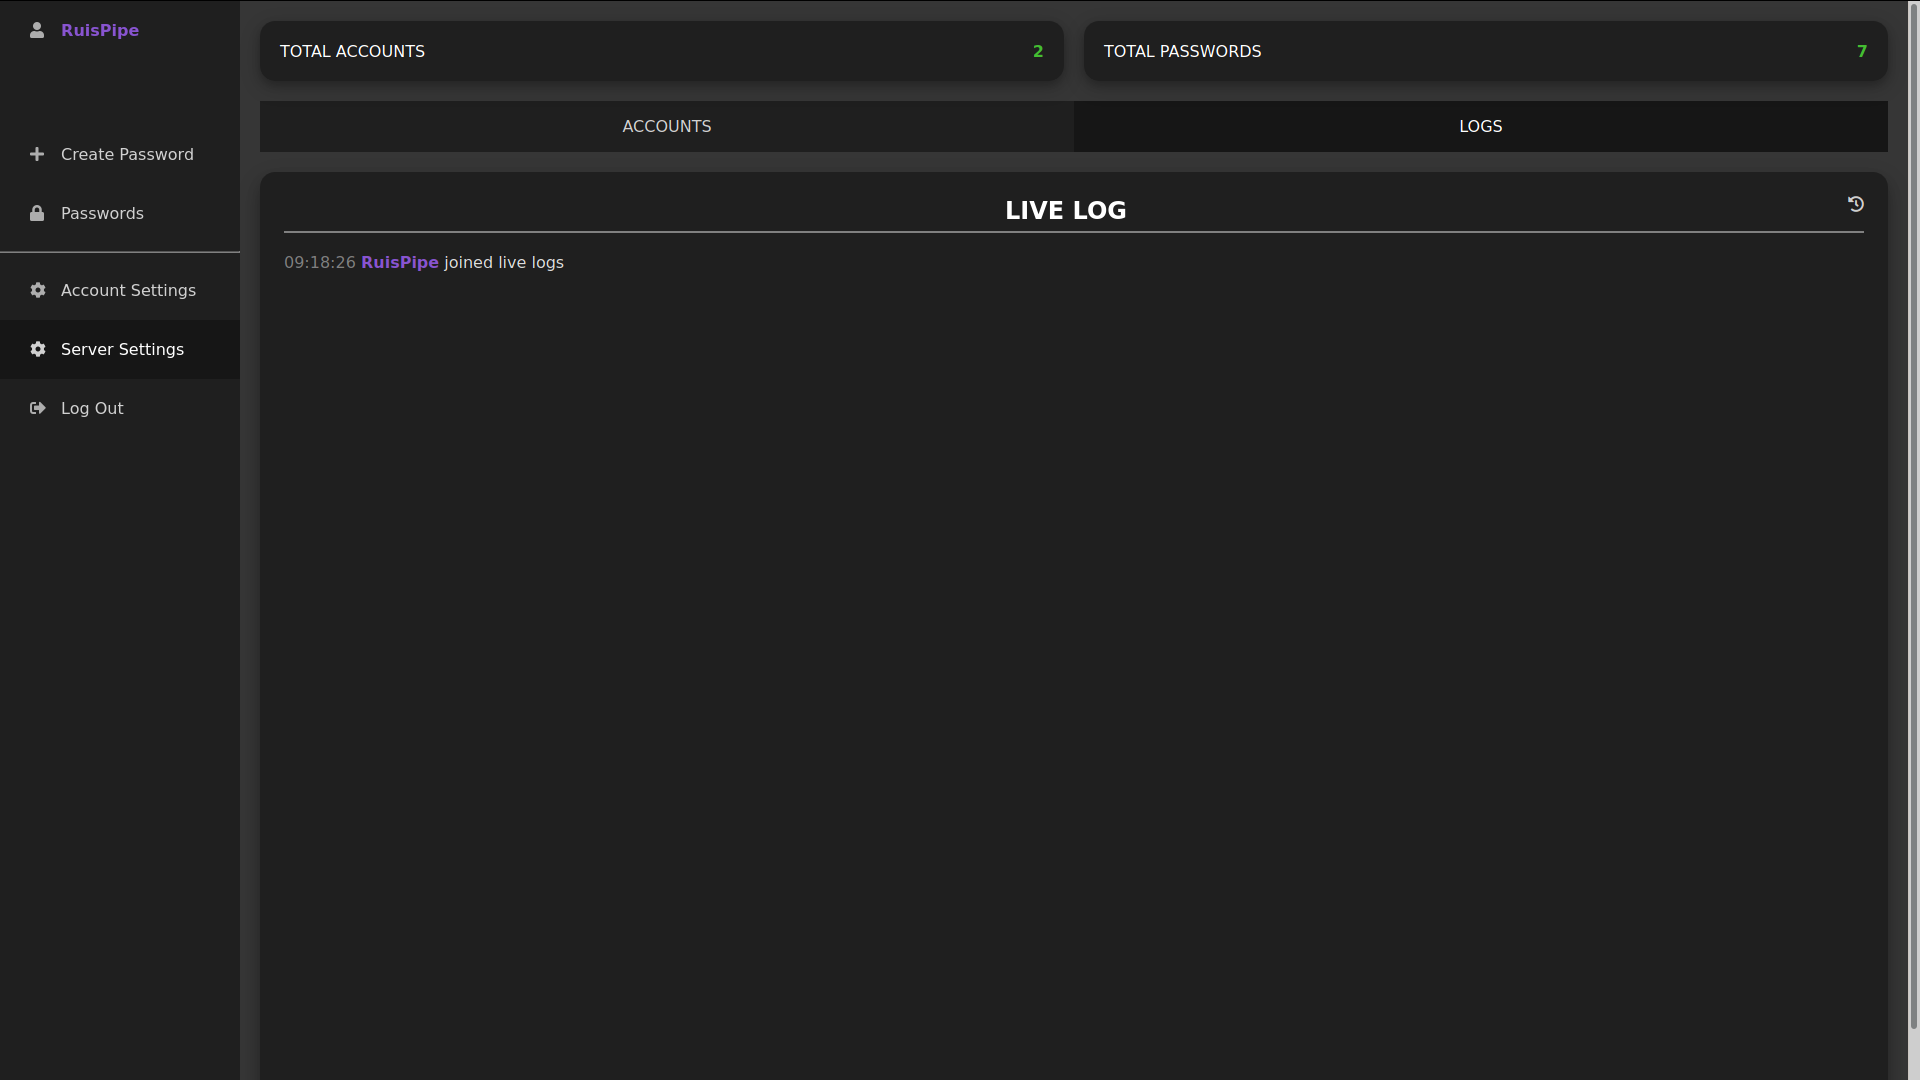 RuisPipe
Create Password
Passwords
Account Settings
Server Settings
Log Out
TOTAL ACCOUNTS 2
TOTAL PASSWORDS 7
ACCOUNTS
LOGS
LIVE LOG
09:18:26 RuisPipe joined live logs